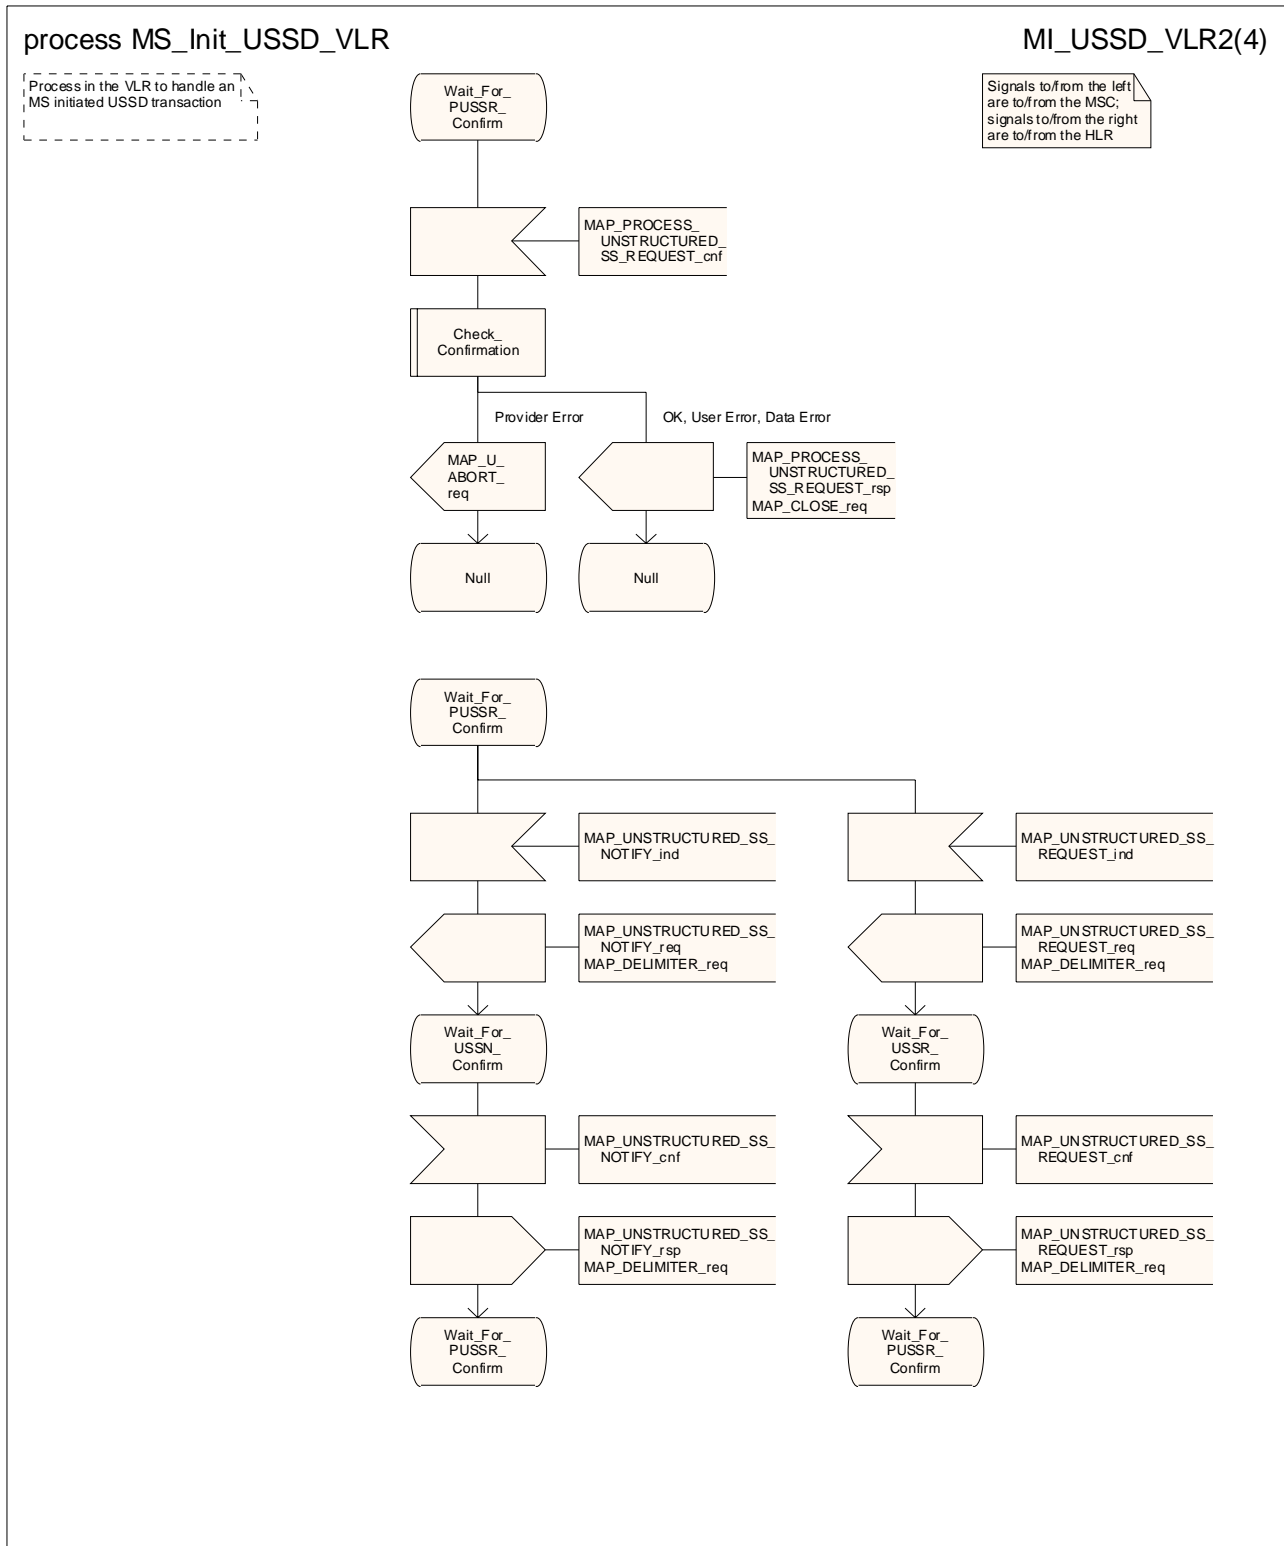 process MS_Init_USSD_VLR
MI_USSD_VLR2(4)
Process in the VLR to handle an
MS initiated USSD transaction
Signals to/from the left
are to/from the MSC;
signals to/from the right
are to/from the HLR
Wait_For_
PUSSR_
Confirm
MAP_PROCESS_
UNSTRUCTURED_
SS_REQUEST_cnf
Check_
Confirmation
Provider Error
OK, User Error, Data Error
MAP_U_
ABORT_
req
MAP_PROCESS_
UNSTRUCTURED_
SS_REQUEST_rsp
MAP_CLOSE_req
Null
Null
Wait_For_
PUSSR_
Confirm
MAP_UNSTRUCTURED_SS_
NOTIFY_ind
MAP_UNSTRUCTURED_SS_
REQUEST_ind
MAP_UNSTRUCTURED_SS_
NOTIFY_req
MAP_DELIMITER_req
MAP_UNSTRUCTURED_SS_
REQUEST_req
MAP_DELIMITER_req
Wait_For_
USSN_
Confirm
Wait_For_
USSR_
Confirm
MAP_UNSTRUCTURED_SS_
NOTIFY_cnf
MAP_UNSTRUCTURED_SS_
REQUEST_cnf
MAP_UNSTRUCTURED_SS_
NOTIFY_rsp
MAP_DELIMITER_req
MAP_UNSTRUCTURED_SS_
REQUEST_rsp
MAP_DELIMITER_req
Wait_For_
PUSSR_
Confirm
Wait_For_
PUSSR_
Confirm